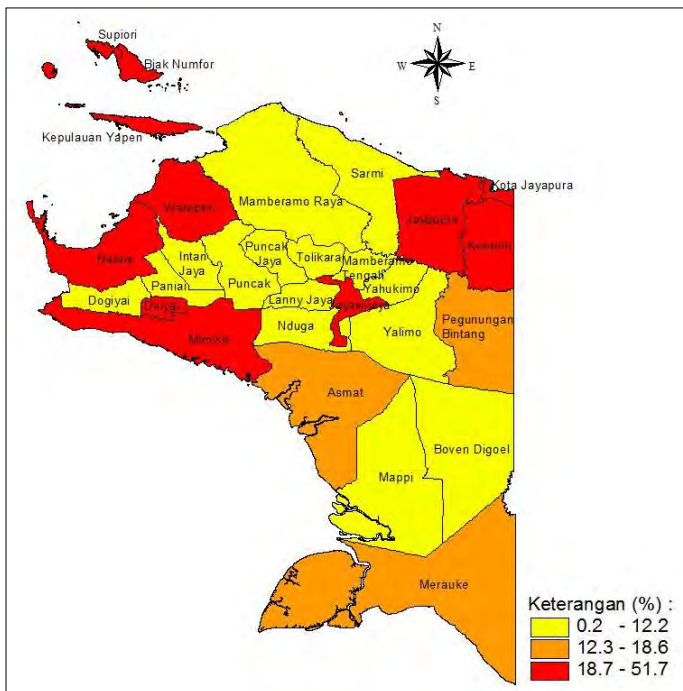 Supiori
Biak Numfor
N
W E
S
Kepulauan Yapen
Sarmi
Kota Jayapura
Mamberamo Raya
Waropen
Jayapura
Keerom
Nabire
Intan
Jaya
Puncak
Jaya
Tolikara
Mamberamo
Tengah
Paniai
Puncak
Yahukimo
Dogiyai
Deiyai
Lanny Jaya
Jayawijaya
Mimika
Nduga
Yalimo
Pegunungan
Bintang
Asmat
Boven Digoel
Mappi
Merauke
Keterangan (%) :
0.2 - 12.2
12.3 - 18.6
18.7 - 51.7